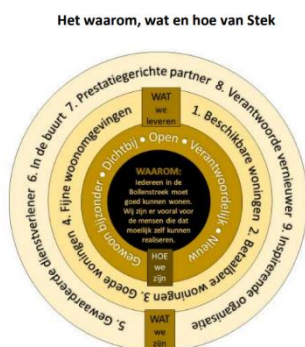 Het waarom, wat en hoe van Stek
WAT
we
leveren
1. Beschikbare woningen
2. Betaalbare woningen
3. Goede woningen
4. Fijne woonomgevingen
5. Gewaardeerde dienstverlener
6. In de buurt
7. Prestatiegerichte partner
8. Verantwoorde vernieuwer
9. Inspirerende organisatie
Gewoon bijzonder • Dichtbij • Open • Verantwoordelijk • Nieuw
WAAROM:
Iedereen in de
Bollenstreek moet
goed kunnen wonen.
Wij zijn er vooral voor
de mensen die dat
moeilijk zelf kunnen
realiseren.
HOE
we
zijn
WAT
we
zijn